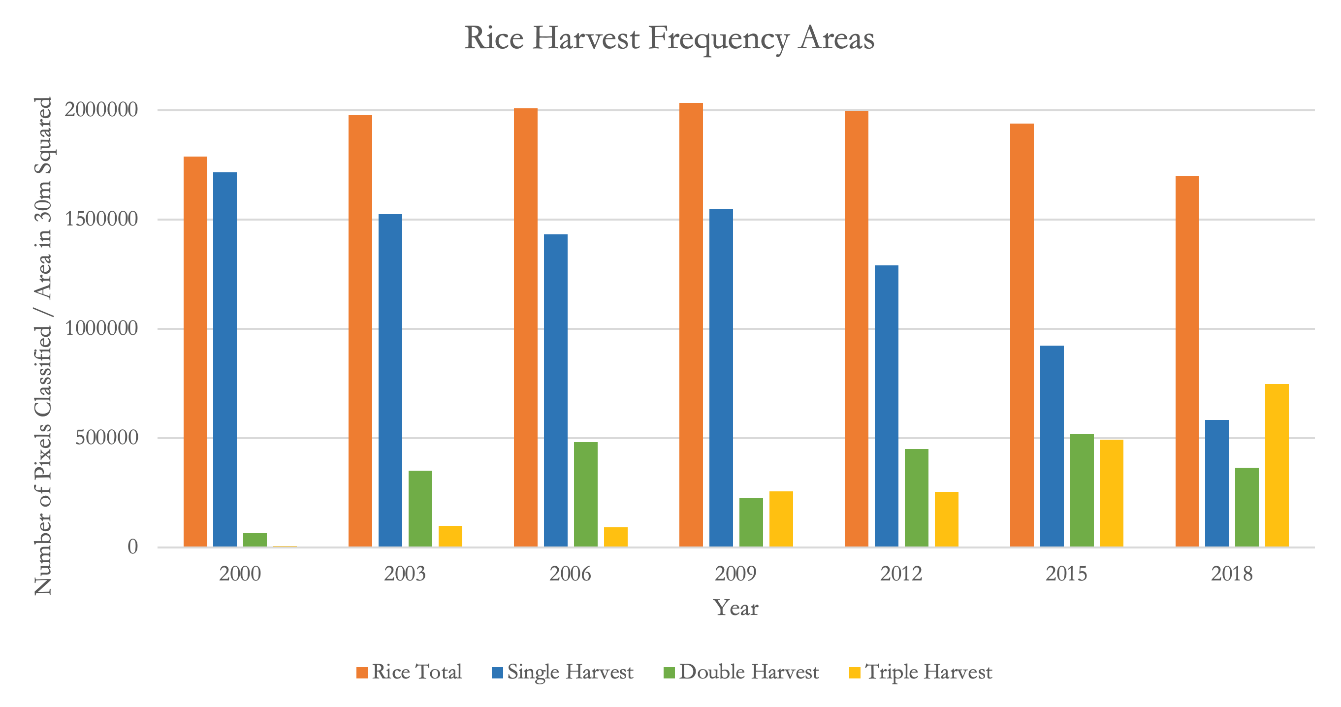 Rice Harvest Frequency Areas
Number of Pixels Classified / Area in 30m Squared
2000000
1500000
1000000
500000
0
2000 2003 2006 2009 2012 2015 2018
Year
Rice Total Single Harvest Double Harvest Triple Harvest